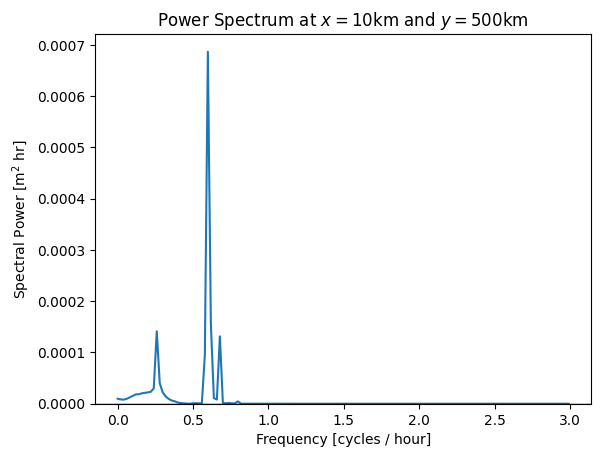 Power Spectrum at x = 10km and y = 500km
0.0007
0.0006
0.0005
0.0004
0.0003
0.0002
0.0001
0.0000
Spectral Power [m² hr]
0.0 0.5 1.0 1.5 2.0 2.5 3.0
Frequency [cycles / hour]